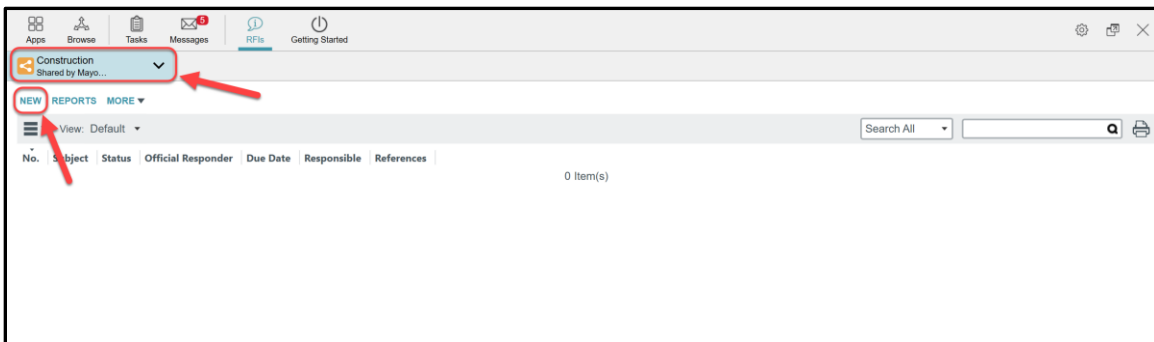 5
Apps Browse Tasks Messages RFIs Getting Started
Construction
Shared by Mayo...
NEW REPORTS MORE
View: Default Search All
No. Subject Status Official Responder Due Date Responsible References
0 Item(s)